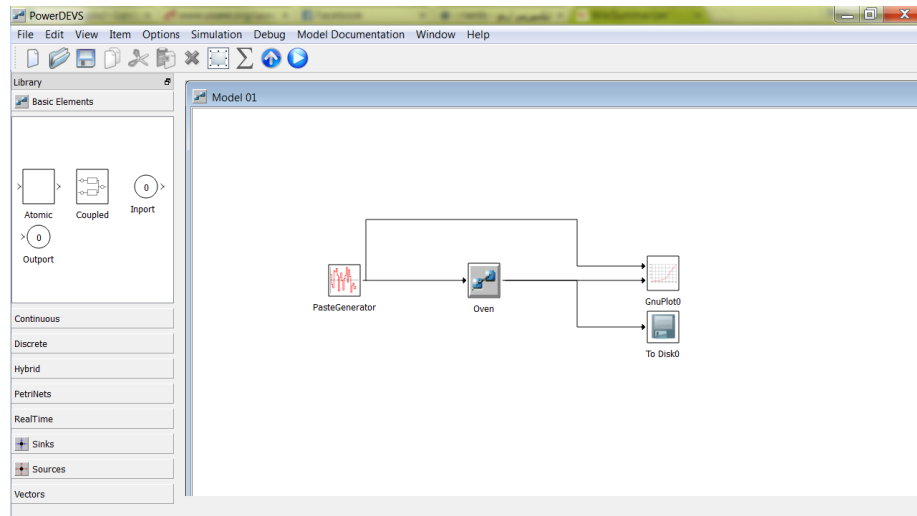 PowerDEVS
File Edit View Item Options Simulation Debug Model Documentation Window Help
Library
Basic Elements
Model 01
0
Atomic Coupled Inport
0
Outport
PasteGenerator
Oven
GnuPlot0
To Disk0
Continuous
Discrete
Hybrid
PetriNets
RealTime
Sinks
Sources
Vectors